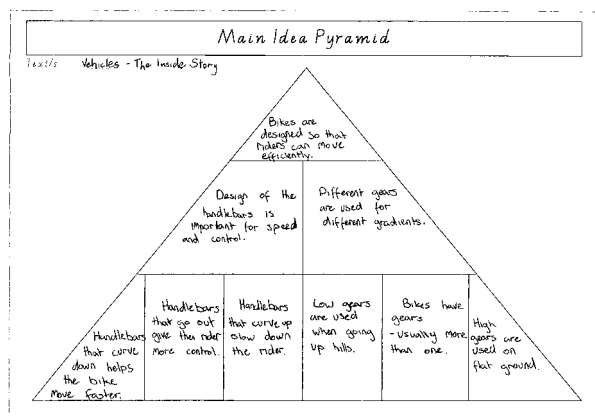 Main Idea Pyramid
Text/s Vehicles - The Inside Story
Bikes are
designed so that
riders can move
efficiently.
Design of the
handlebars is
important for speed
and control.
Different gears
are used for
different gradients.
Handlebars
that curve
down helps
the bike
move faster.
Handlebars
that go out
give the rider
more control.
Handlebars
that curve up
slow down
the rider.
Low gears
are used
when going
up hills.
Bikes have
gears
- usually more
than one.
High
gears are
used on
flat ground.